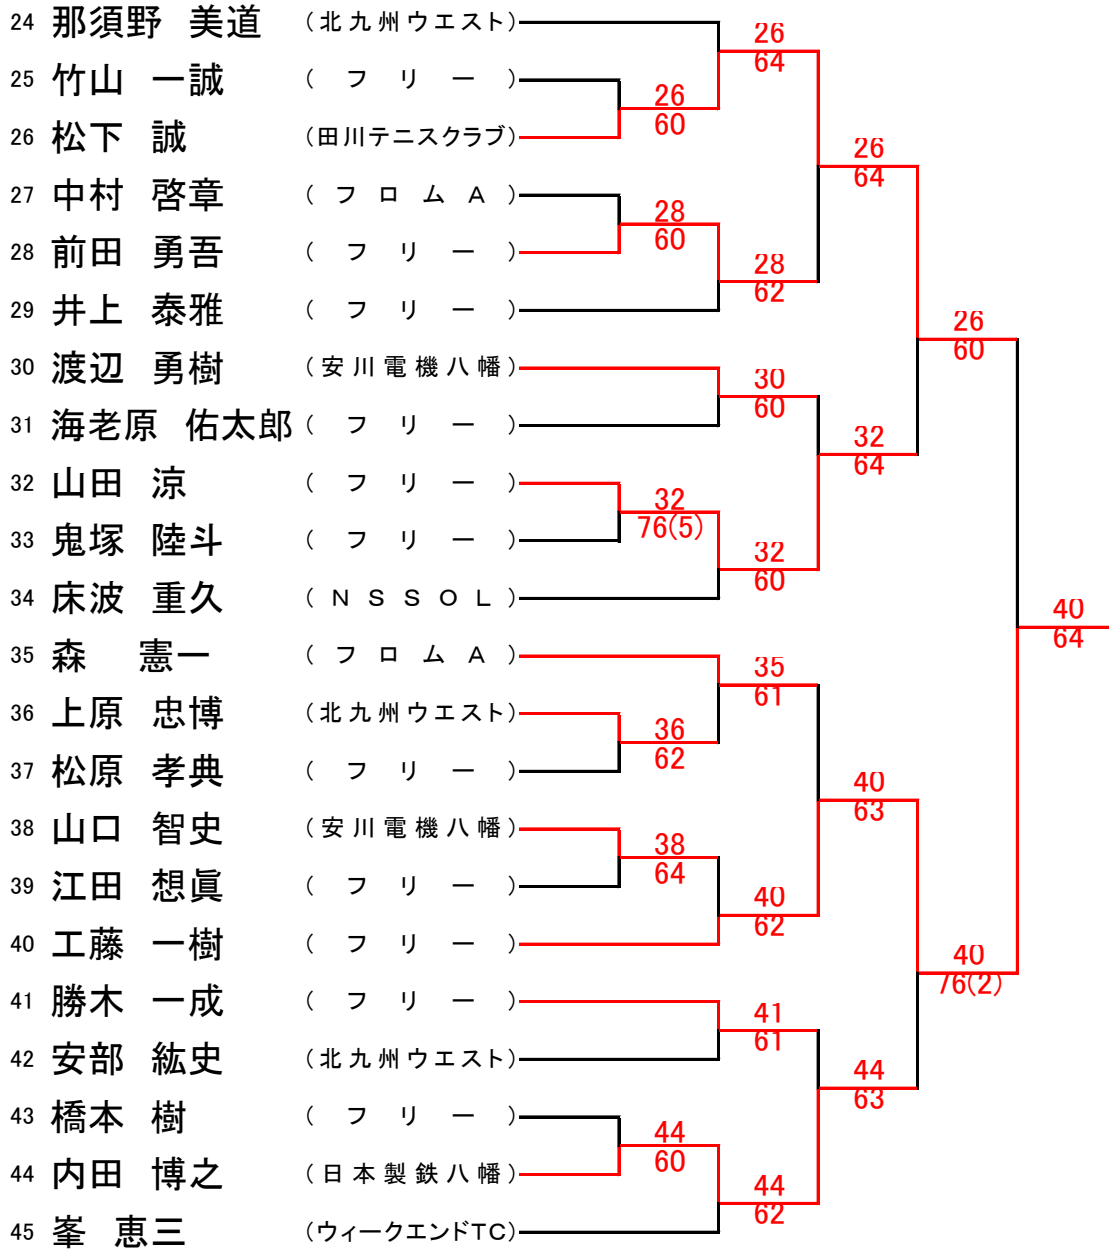 24 那須野 美道 (北九州ウエスト)
26
64
25 竹山 一誠 (フリー)
26
60
26 松下 誠 (田川テニスクラブ)
26
64
27 中村 啓章 (フロムA)
28
60
28 前田 勇吾 (フリー)
28
62
29 井上 泰雅 (フリー)
26
60
30 渡辺 勇樹 (安川電機八幡)
30
60
31 海老原 佑太郎 (フリー)
32
64
32 山田 涼 (フリー)
32
76(5)
33 鬼塚 陸斗 (フリー)
32
60
34 床波 重久 (NSSOL)
40
64
35 森 憲一 (フロムA)
35
61
36 上原 忠博 (北九州ウエスト)
36
62
37 松原 孝典 (フリー)
40
63
38 山口 智史 (安川電機八幡)
38
64
39 江田 想眞 (フリー)
40
62
40 工藤 一樹 (フリー)
40
76(2)
41 勝木 一成 (フリー)
41
61
42 安部 紘史 (北九州ウエスト)
44
63
43 橋本 樹 (フリー)
44
60
44 内田 博之 (日本製鉄八幡)
44
62
45 峯 恵三 (ウィークエンドTC)